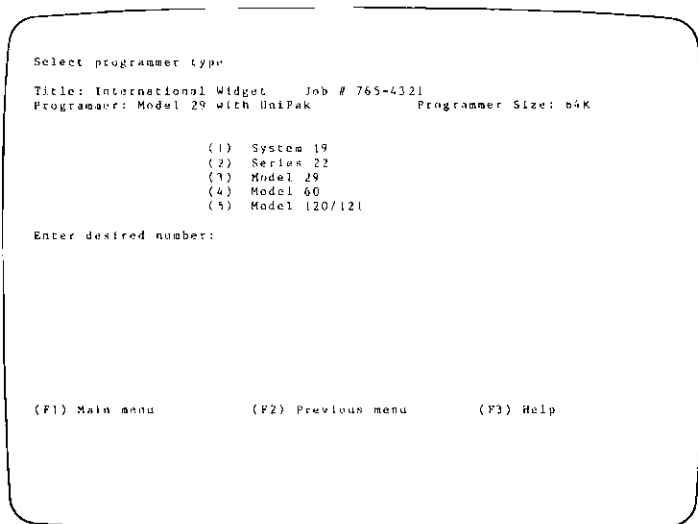 Select programmer type
Title: International Widget Job # 765-4321
Programmer: Model 29 with UniPak Programmer Size: 64K
(1) System 19
(2) Series 22
(3) Model 29
(4) Model 60
(5) Model 120/121
Enter desired number:
(F1) Main menu (F2) Previous menu (F3) Help